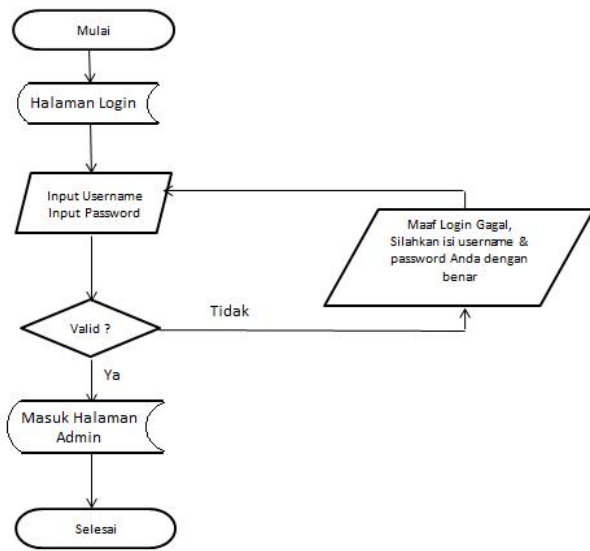 Mulai
Halaman Login
Input Username
Input Password
Maaf Login Gagal,
Silahkan isi username &
password Anda dengan
benar
Valid ?
Tidak
Ya
Masuk Halaman
Admin
Selesai